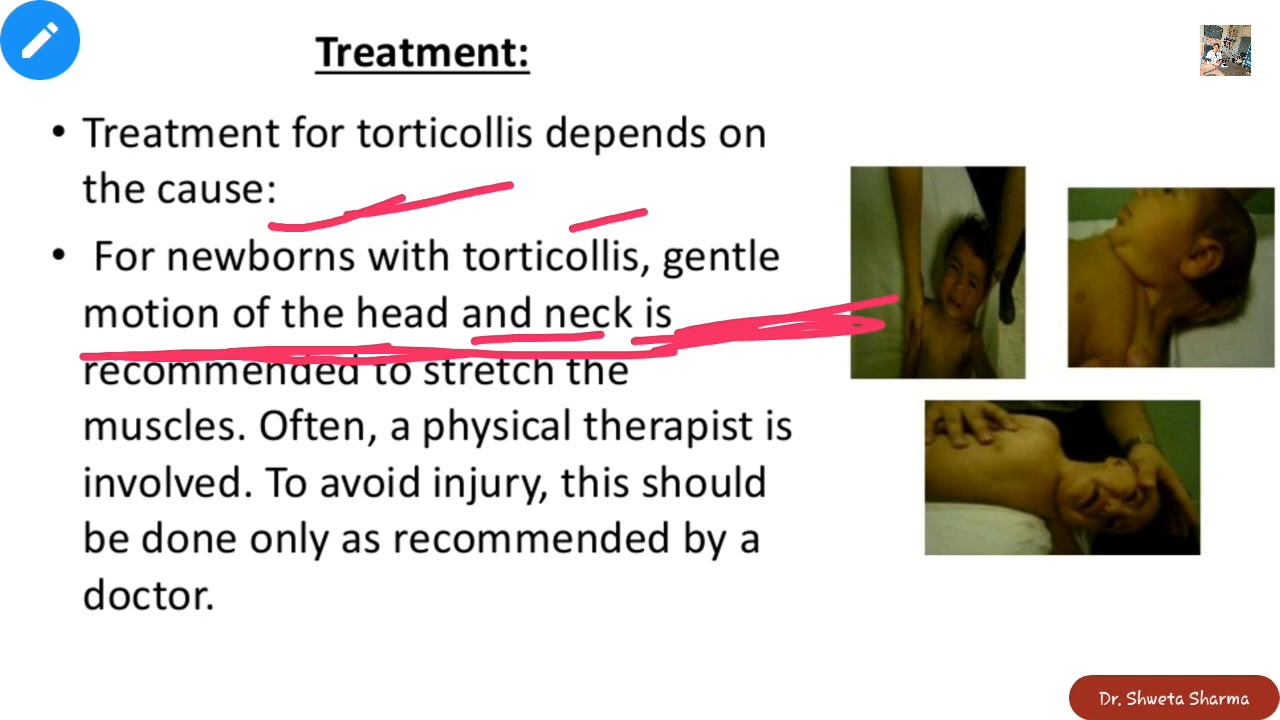 Treatment:
• Treatment for torticollis depends on
the cause:
• For newborns with torticollis, gentle
motion of the head and neck is
recommended to stretch the
muscles. Often, a physical therapist is
involved. To avoid injury, this should
be done only as recommended by a
doctor.
Dr. Shweta Sharma